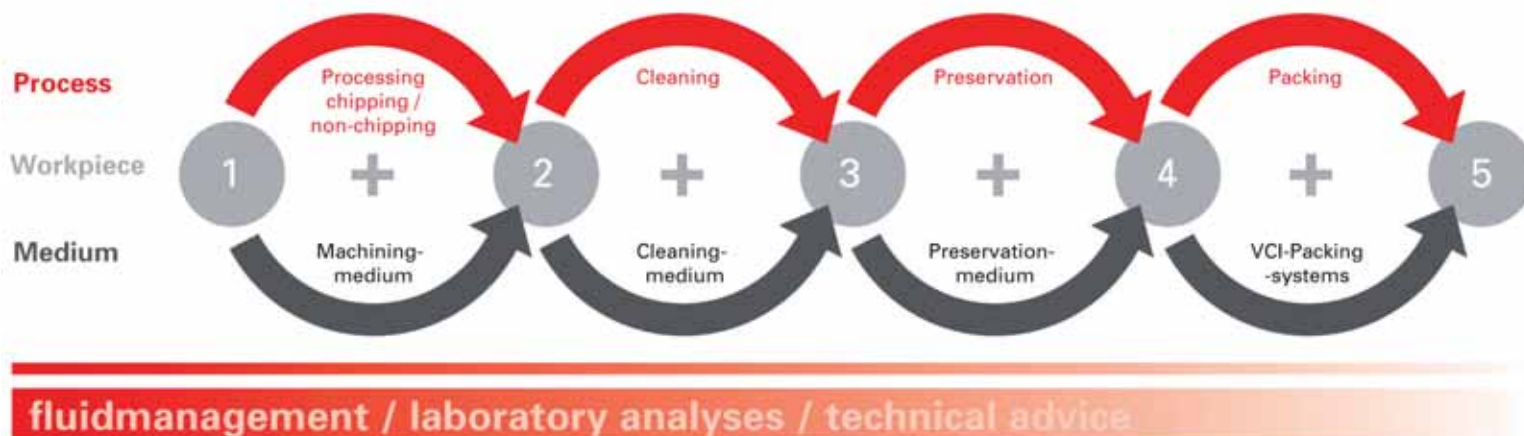 Process
Processing
chipping /
non-chipping
Cleaning
Preservation
Packing
Workpiece
1 + 2 + 3 + 4 + 5
Medium
Machining-
medium
Cleaning-
medium
Preservation-
medium
VCI-Packing
-systems
fluidmanagement / laboratory analyses / technical advice